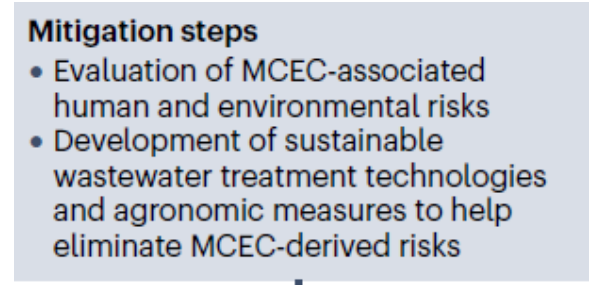 Mitigation steps
• Evaluation of MCEC-associated
human and environmental risks
• Development of sustainable
wastewater treatment technologies
and agronomic measures to help
eliminate MCEC-derived risks